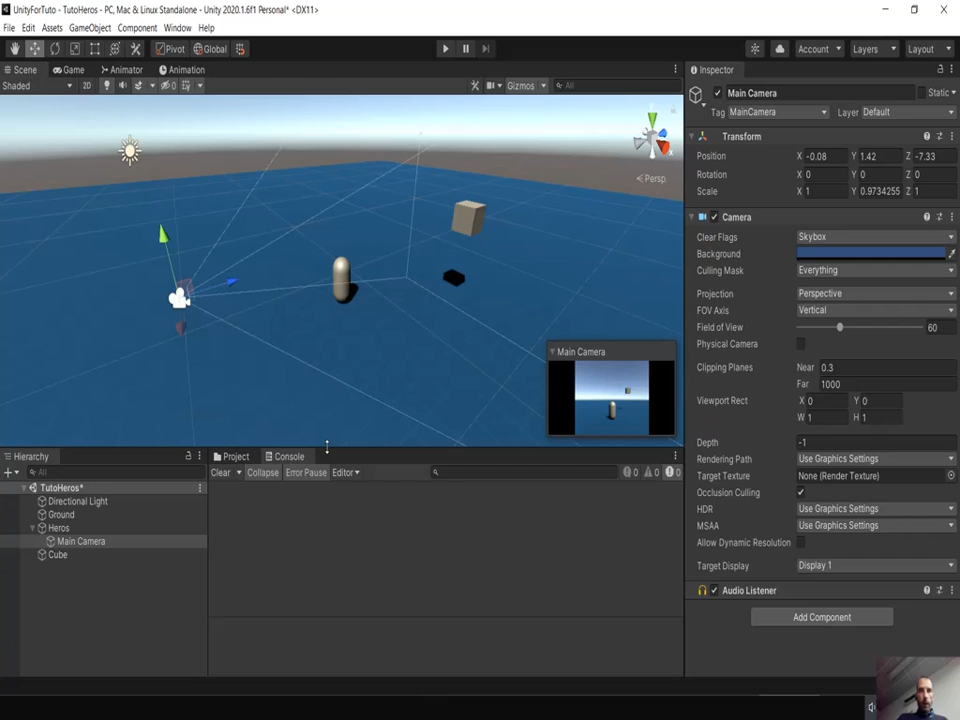 UnityForTuto - TutoHeros - PC, Mac & Linux Standalone - Unity 2020.1.6f1 Personal* <DX11>
File Edit Assets GameObject Component Window Help
Pivot Global Account Layers Layout
Scene Game Animator Animation
Shaded 2D 0 Gizmos All
Persp
Main Camera
Hierarchy
All
TutoHeros*
Directional Light
Ground
Heros
Main Camera
Cube
Project Console
Clear Collapse Error Pause Editor 0 0 0
Inspector
Main Camera Static
Tag MainCamera Layer Default
Transform
Position X -0.08 Y 1.42 Z -7.33
Rotation X 0 Y 0 Z 0
Scale X 1 Y 0.9734255 Z 1
Camera
Clear Flags Skybox
Background
Culling Mask Everything
Projection Perspective
FOV Axis Vertical
Field of View 60
Physical Camera
Clipping Planes Near 0.3
Far 1000
Viewport Rect X 0 Y 0
W 1 H 1
Depth -1
Rendering Path Use Graphics Settings
Target Texture None (Render Texture)
Occlusion Culling
HDR Use Graphics Settings
MSAA Use Graphics Settings
Allow Dynamic Resolution
Target Display Display 1
Audio Listener
Add Component